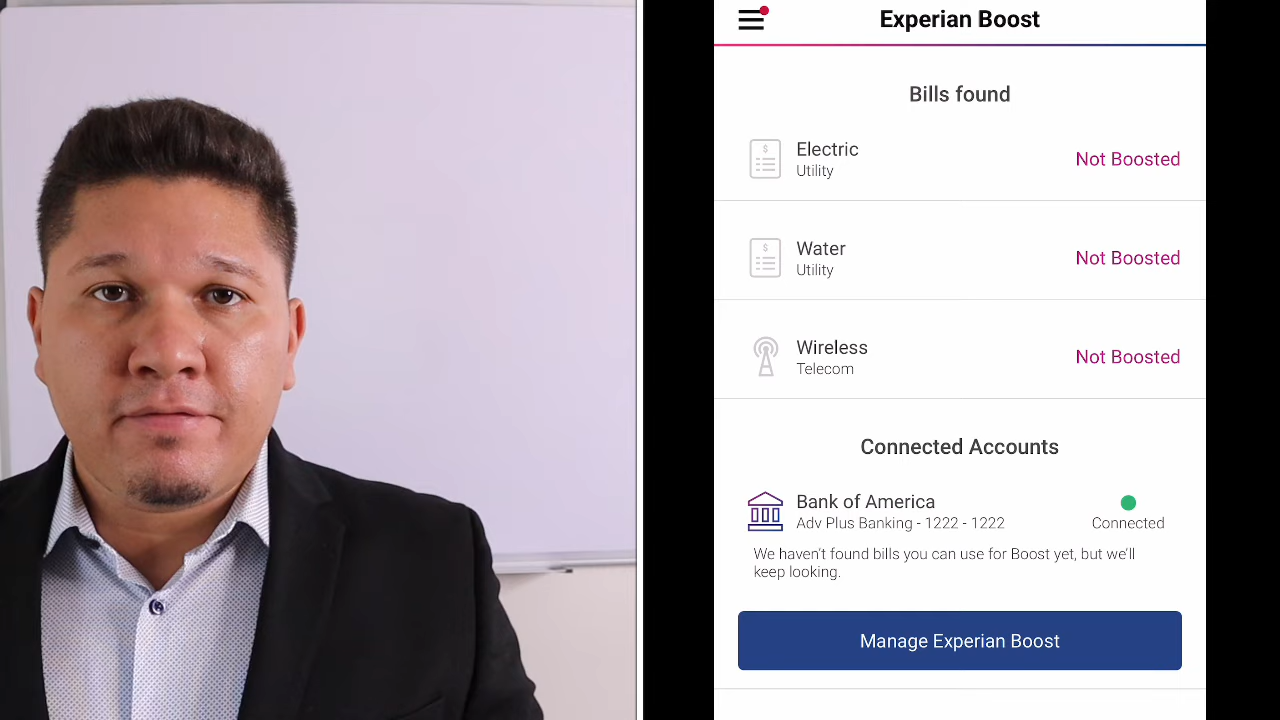 Experian Boost
Bills found
Electric
Utility
Not Boosted
Water
Utility
Not Boosted
Wireless
Telecom
Not Boosted
Connected Accounts
Bank of America
Adv Plus Banking - 1222 - 1222
Connected
We haven't found bills you can use for Boost yet, but we'll
keep looking.
Manage Experian Boost